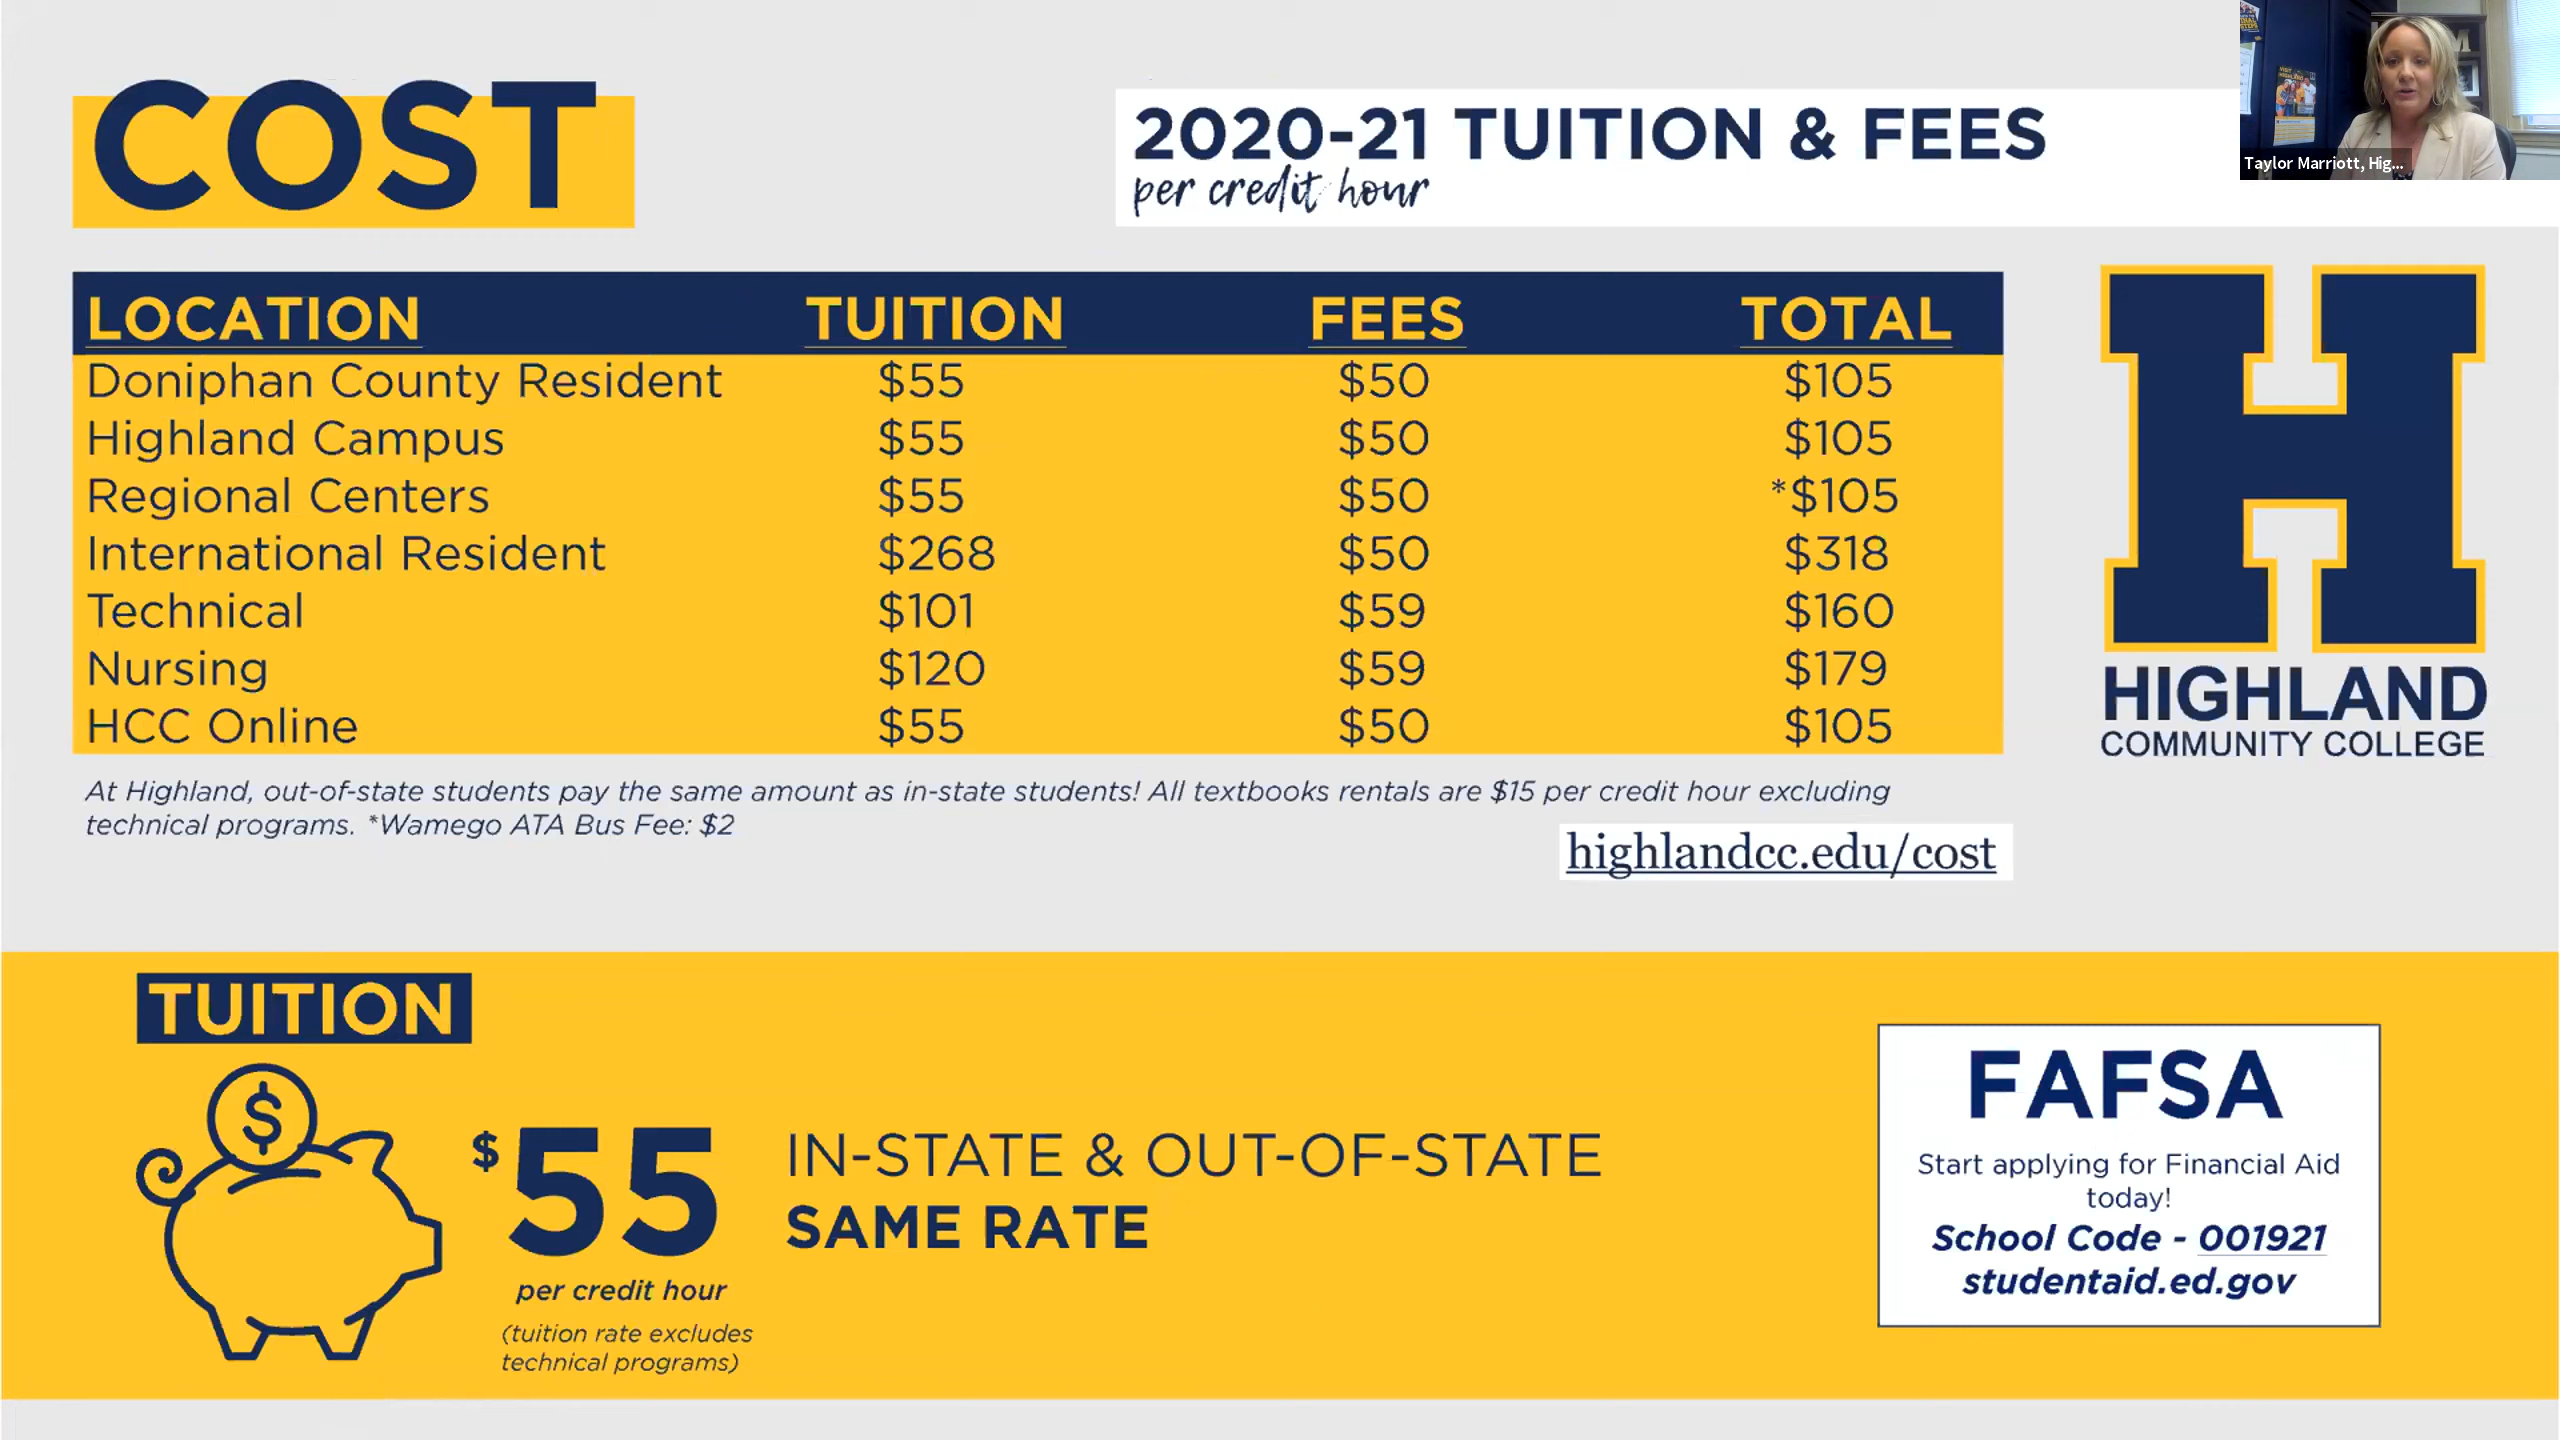 COST
2020-21 TUITION & FEES
per credit hour
Taylor Marriott, Hig...
LOCATION TUITION FEES TOTAL
Doniphan County Resident $55 $50 $105
Highland Campus $55 $50 $105
Regional Centers $55 $50 *$105
International Resident $268 $50 $318
Technical $101 $59 $160
Nursing $120 $59 $179
HCC Online $55 $50 $105
H
HIGHLAND
COMMUNITY COLLEGE
At Highland, out-of-state students pay the same amount as in-state students! All textbooks rentals are $15 per credit hour excluding
technical programs. *Wamego ATA Bus Fee: $2
highlandcc.edu/cost
TUITION
$
$55
per credit hour
(tuition rate excludes
technical programs)
IN-STATE & OUT-OF-STATE
SAME RATE
FAFSA
Start applying for Financial Aid
today!
School Code - 001921
studentaid.ed.gov